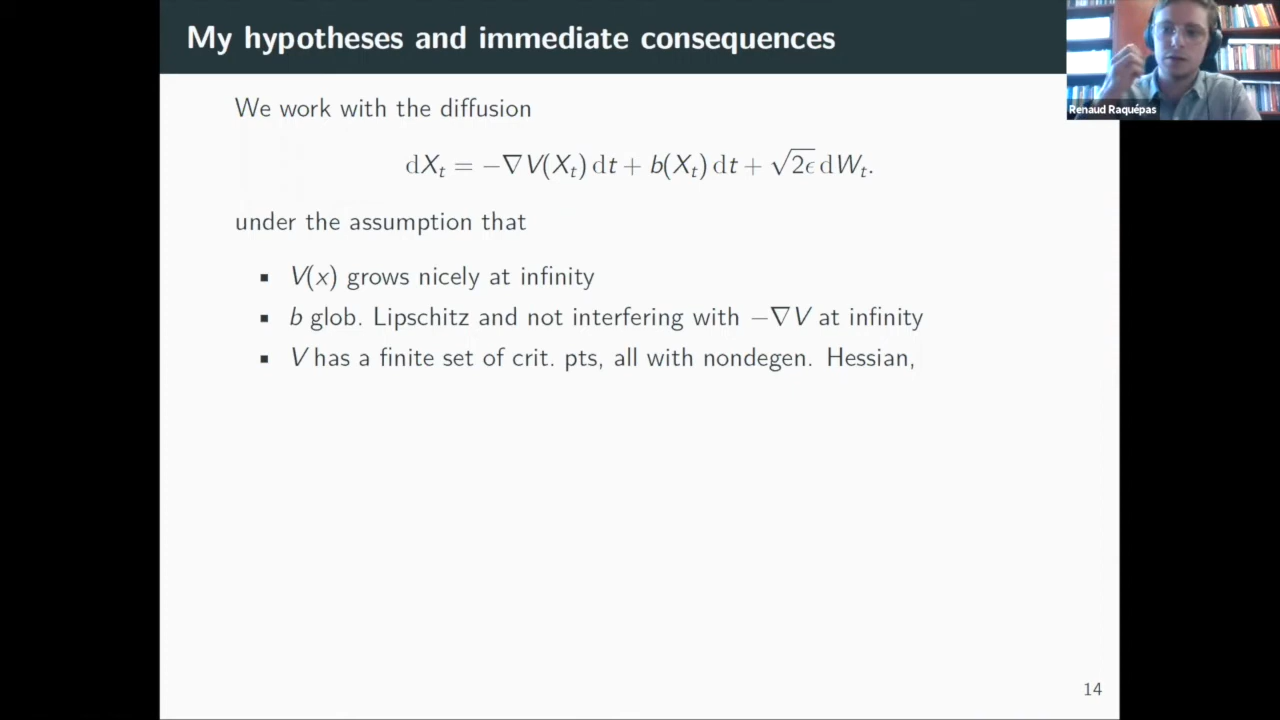 My hypotheses and immediate consequences
Renaud Raquépas
We work with the diffusion
dX_t = −∇V(X_t) dt + b(X_t) dt + √2ϵ dW_t.
under the assumption that
▪ V(x) grows nicely at infinity
▪ b glob. Lipschitz and not interfering with −∇V at infinity
▪ V has a finite set of crit. pts, all with nondegen. Hessian,
14